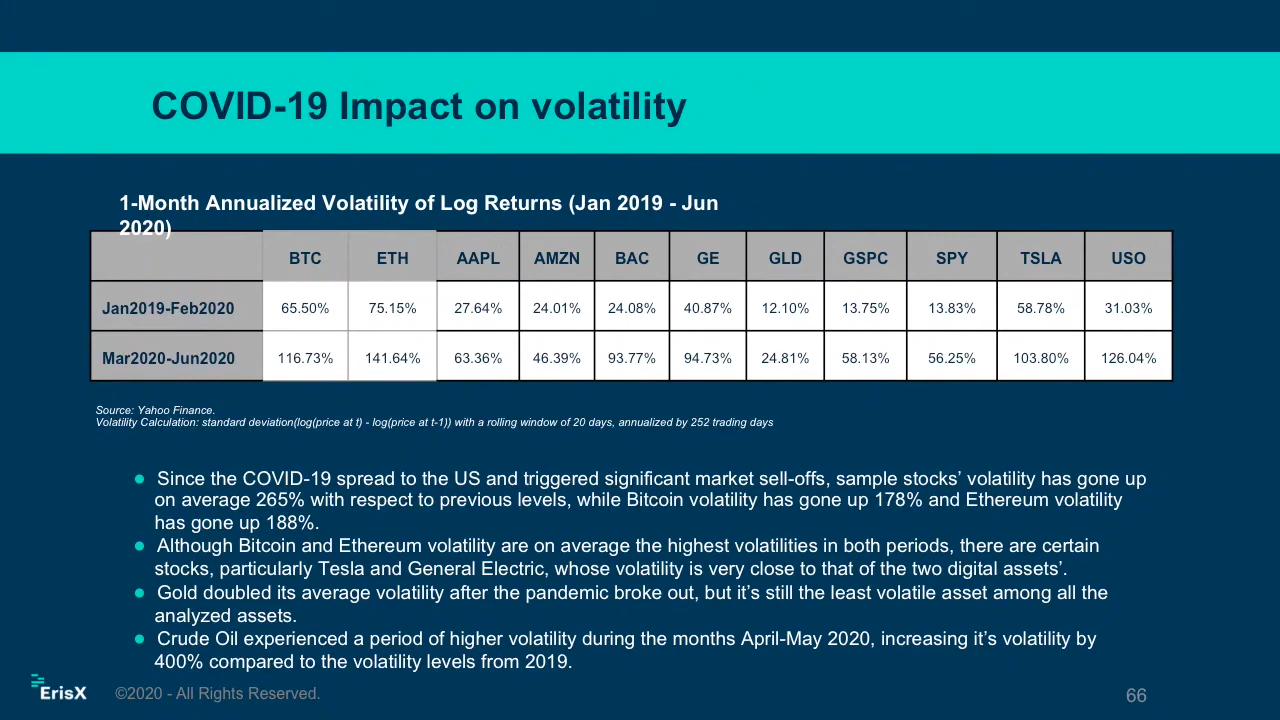 COVID-19 Impact on volatility
1-Month Annualized Volatility of Log Returns (Jan 2019 - Jun
2020)
BTC ETH AAPL AMZN BAC GE GLD GSPC SPY TSLA USO
Jan2019-Feb2020 65.50% 75.15% 27.64% 24.01% 24.08% 40.87% 12.10% 13.75% 13.83% 58.78% 31.03%
Mar2020-Jun2020 116.73% 141.64% 63.36% 46.39% 93.77% 94.73% 24.81% 58.13% 56.25% 103.80% 126.04%
Source: Yahoo Finance.
Volatility Calculation: standard deviation(log(price at t) - log(price at t-1)) with a rolling window of 20 days, annualized by 252 trading days
● Since the COVID-19 spread to the US and triggered significant market sell-offs, sample stocks’ volatility has gone up
on average 265% with respect to previous levels, while Bitcoin volatility has gone up 178% and Ethereum volatility
has gone up 188%.
● Although Bitcoin and Ethereum volatility are on average the highest volatilities in both periods, there are certain
stocks, particularly Tesla and General Electric, whose volatility is very close to that of the two digital assets’.
● Gold doubled its average volatility after the pandemic broke out, but it’s still the least volatile asset among all the
analyzed assets.
● Crude Oil experienced a period of higher volatility during the months April-May 2020, increasing it’s volatility by
400% compared to the volatility levels from 2019.
ErisX ©2020 - All Rights Reserved. 66